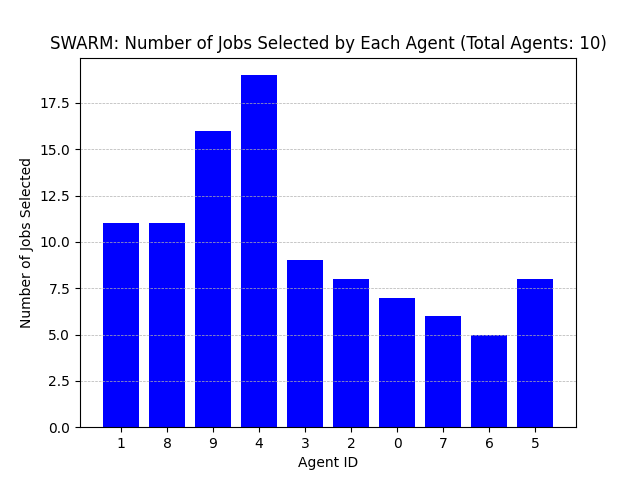 SWARM: Number of Jobs Selected by Each Agent (Total Agents: 10)
Number of Jobs Selected
17.5
15.0
12.5
10.0
7.5
5.0
2.5
0.0
1 8 9 4 3 2 0 7 6 5
Agent ID